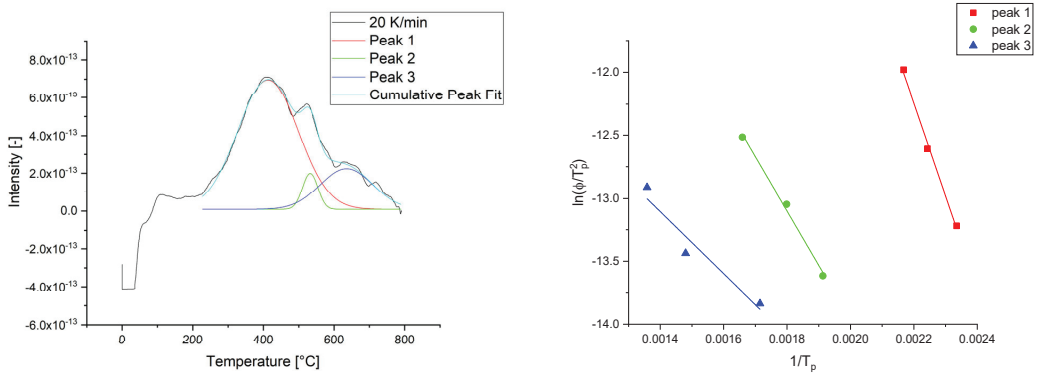 20 K/min
Peak 1
Peak 2
Peak 3
Cumulative Peak Fit
8.0x10⁻¹³
4.0x10⁻¹³
2.0x10⁻¹³
0.0
-2.0x10⁻¹³
-4.0x10⁻¹³
-6.0x10⁻¹³
Intensity [-]
0 200 400 600 800
Temperature [°C]
peak 1
peak 2
peak 3
-12.0
-12.5
-13.0
-13.5
-14.0
ln(ϕ/Tₚ²)
0.0014 0.0016 0.0018 0.0020 0.0022 0.0024
1/Tₚ